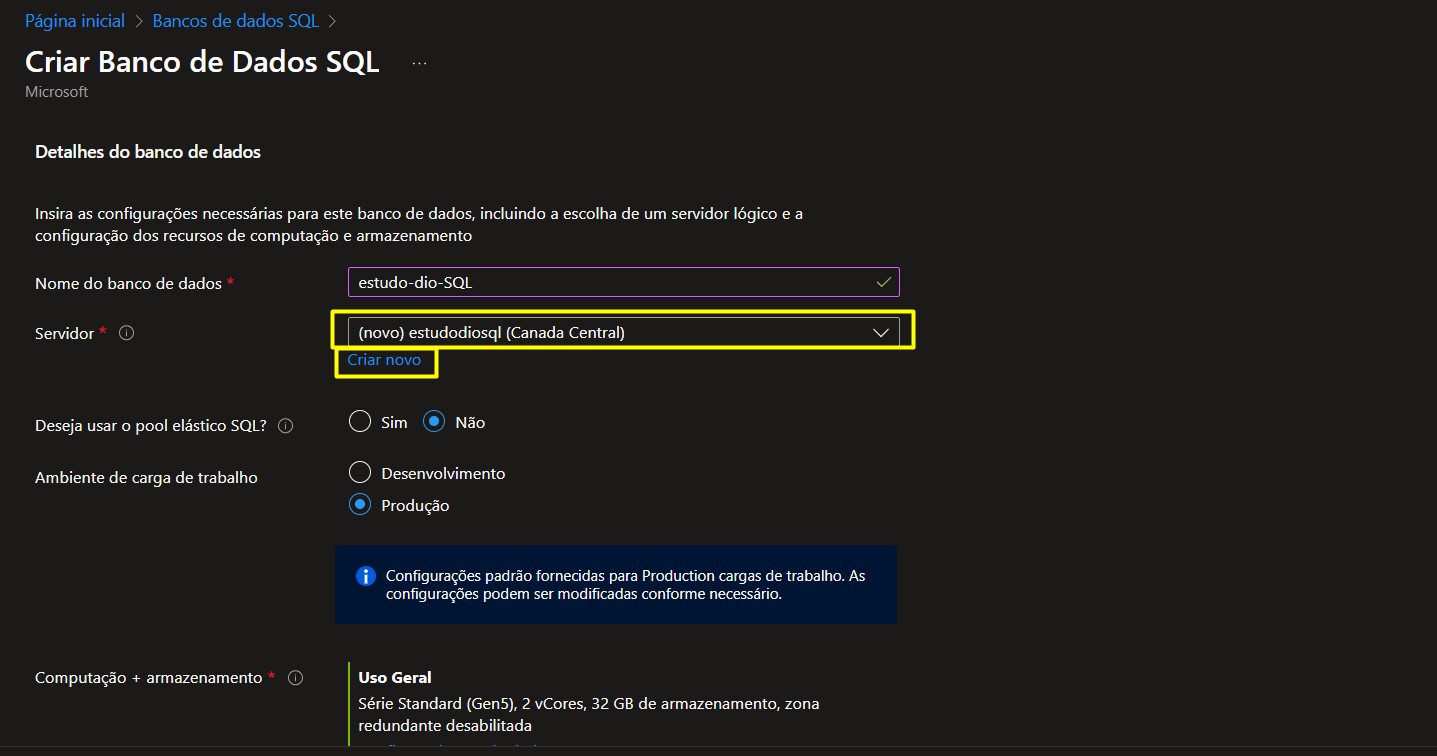 Página inicial > Bancos de dados SQL >
Criar Banco de Dados SQL ...
Microsoft
Detalhes do banco de dados
Insira as configurações necessárias para este banco de dados, incluindo a escolha de um servidor lógico e a
configuração dos recursos de computação e armazenamento
Nome do banco de dados * estudo-dio-SQL
Servidor * (novo) estudodiosql (Canada Central)
Criar novo
Deseja usar o pool elástico SQL? Sim Não
Ambiente de carga de trabalho Desenvolvimento
Produção
Configurações padrão fornecidas para Production cargas de trabalho. As
configurações podem ser modificadas conforme necessário.
Computação + armazenamento * Uso Geral
Série Standard (Gen5), 2 vCores, 32 GB de armazenamento, zona
redundante desabilitada